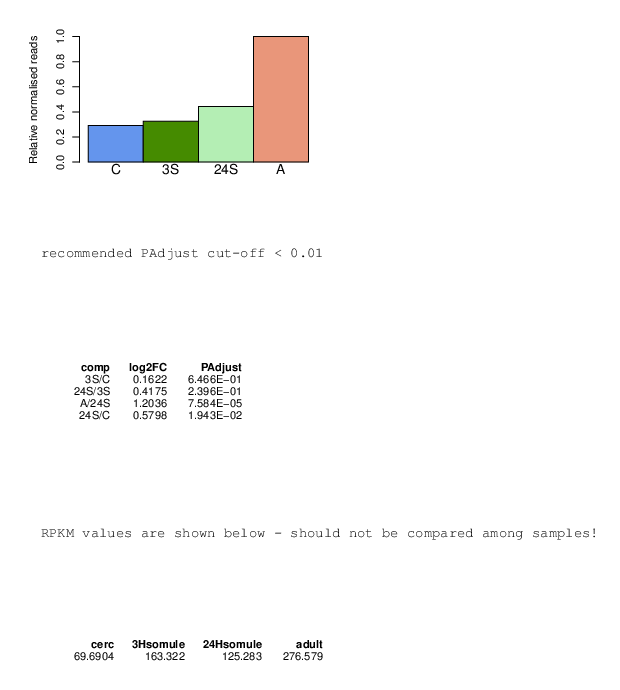 Relative normalised reads
1.0
0.8
0.6
0.4
0.2
0.0
C 3S 24S A
recommended PAdjust cut-off < 0.01
comp log2FC PAdjust
3S/C 0.1622 6.466E−01
24S/3S 0.4175 2.396E−01
A/24S 1.2036 7.584E−05
24S/C 0.5798 1.943E−02
RPKM values are shown below - should not be compared among samples!
cerc 3Hsomule 24Hsomule adult
69.6904 163.322 125.283 276.579